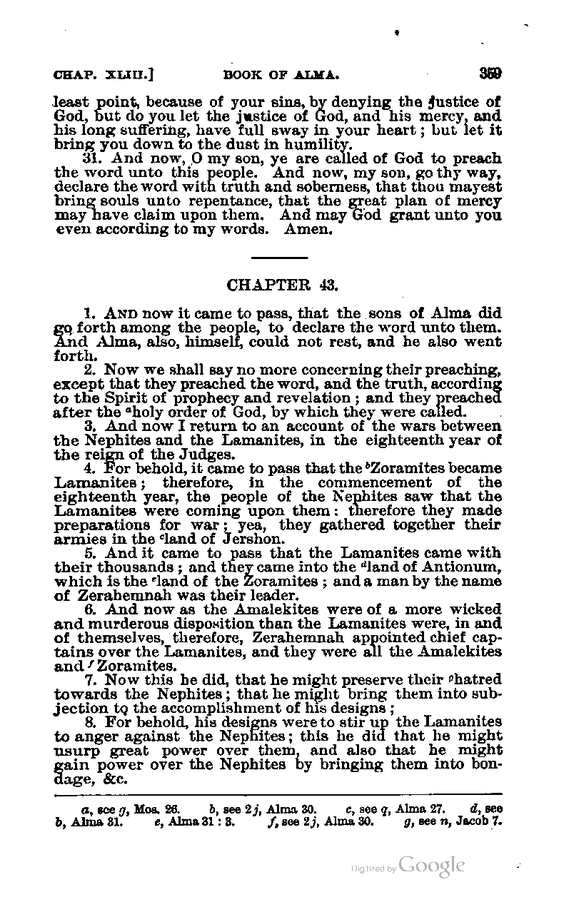 CHAP. XLIII.] BOOK OF ALMA. 359
least point, because of your sins, by denying the justice of
God, but do you let the justice of God, and his mercy, and
his long suffering, have full sway in your heart; but let it
bring you down to the dust in humility.
31. And now, O my son, ye are called of God to preach
the word unto this people. And now, my son, go thy way,
declare the word with truth and soberness, that thou mayest
bring souls unto repentance, that the great plan of mercy
may have claim upon them. And may God grant unto you
even according to my words. Amen.
CHAPTER 43.
1. AND now it came to pass, that the sons of Alma did
go forth among the people, to declare the word unto them.
And Alma, also, himself, could not rest, and he also went
forth.
2. Now we shall say no more concerning their preaching,
except that they preached the word, and the truth, according
to the Spirit of prophecy and revelation; and they preached
after the ᵃholy order of God, by which they were called.
3. And now I return to an account of the wars between
the Nephites and the Lamanites, in the eighteenth year of
the reign of the Judges.
4. For behold, it came to pass that the ᵇZoramites became
Lamanites; therefore, in the commencement of the
eighteenth year, the people of the Nephites saw that the
Lamanites were coming upon them: therefore they made
preparations for war; yea, they gathered together their
armies in the ᶜland of Jershon.
5. And it came to pass that the Lamanites came with
their thousands; and they came into the ᵈland of Antionum,
which is the ᵉland of the Zoramites; and a man by the name
of Zerahemnah was their leader.
6. And now as the Amalekites were of a more wicked
and murderous disposition than the Lamanites were, in and
of themselves, therefore, Zerahemnah appointed chief cap-
tains over the Lamanites, and they were all the Amalekites
and ᶠZoramites.
7. Now this he did, that he might preserve their ᵍhatred
towards the Nephites; that he might bring them into sub-
jection to the accomplishment of his designs;
8. For behold, his designs were to stir up the Lamanites
to anger against the Nephites; this he did that he might
usurp great power over them, and also that he might
gain power over the Nephites by bringing them into bon-
dage, &c.
a, see g, Mos. 26. b, see 2 j, Alma 30. c, see q, Alma 27. d, see
b, Alma 31. e, Alma 31 : 3. f, see 2 j, Alma 30. g, see n, Jacob 7.
Digitized by Google